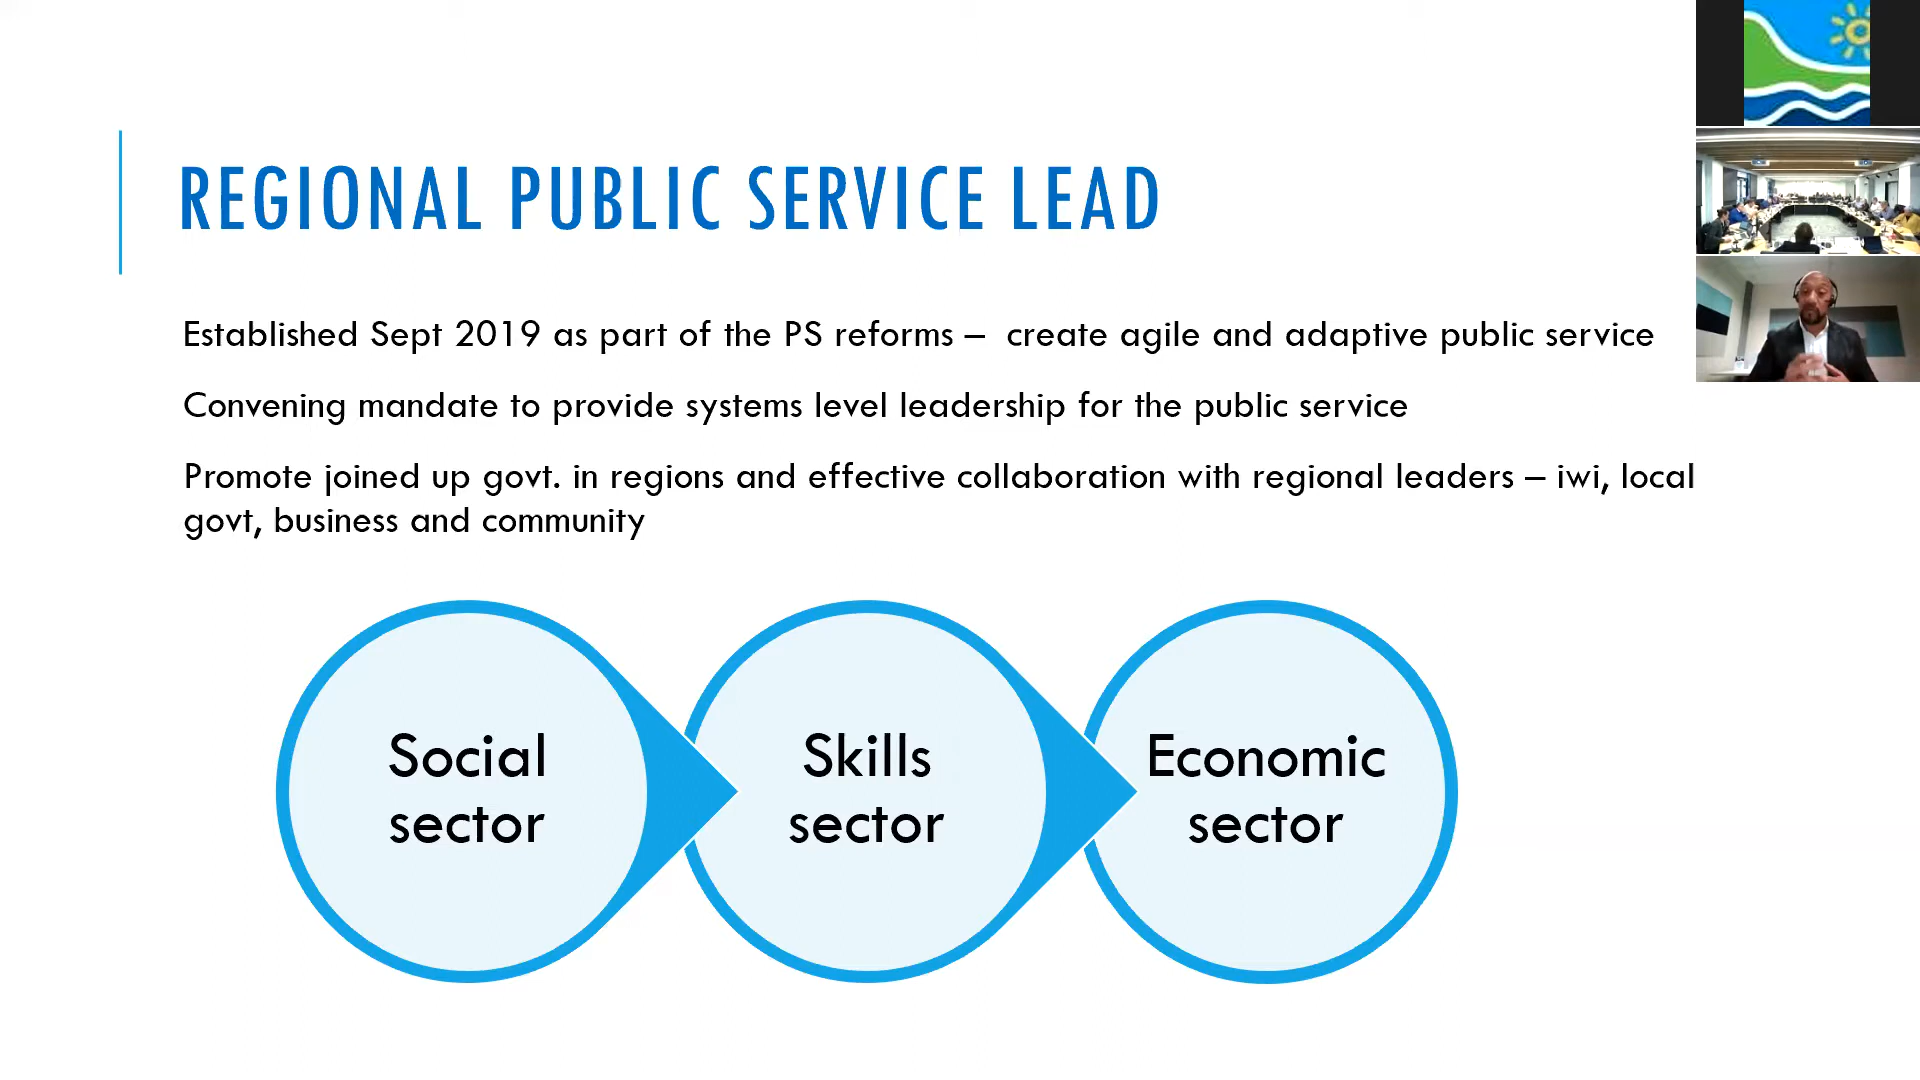 REGIONAL PUBLIC SERVICE LEAD
Established Sept 2019 as part of the PS reforms – create agile and adaptive public service
Convening mandate to provide systems level leadership for the public service
Promote joined up govt. in regions and effective collaboration with regional leaders – iwi, local
govt, business and community
Social
sector
Skills
sector
Economic
sector